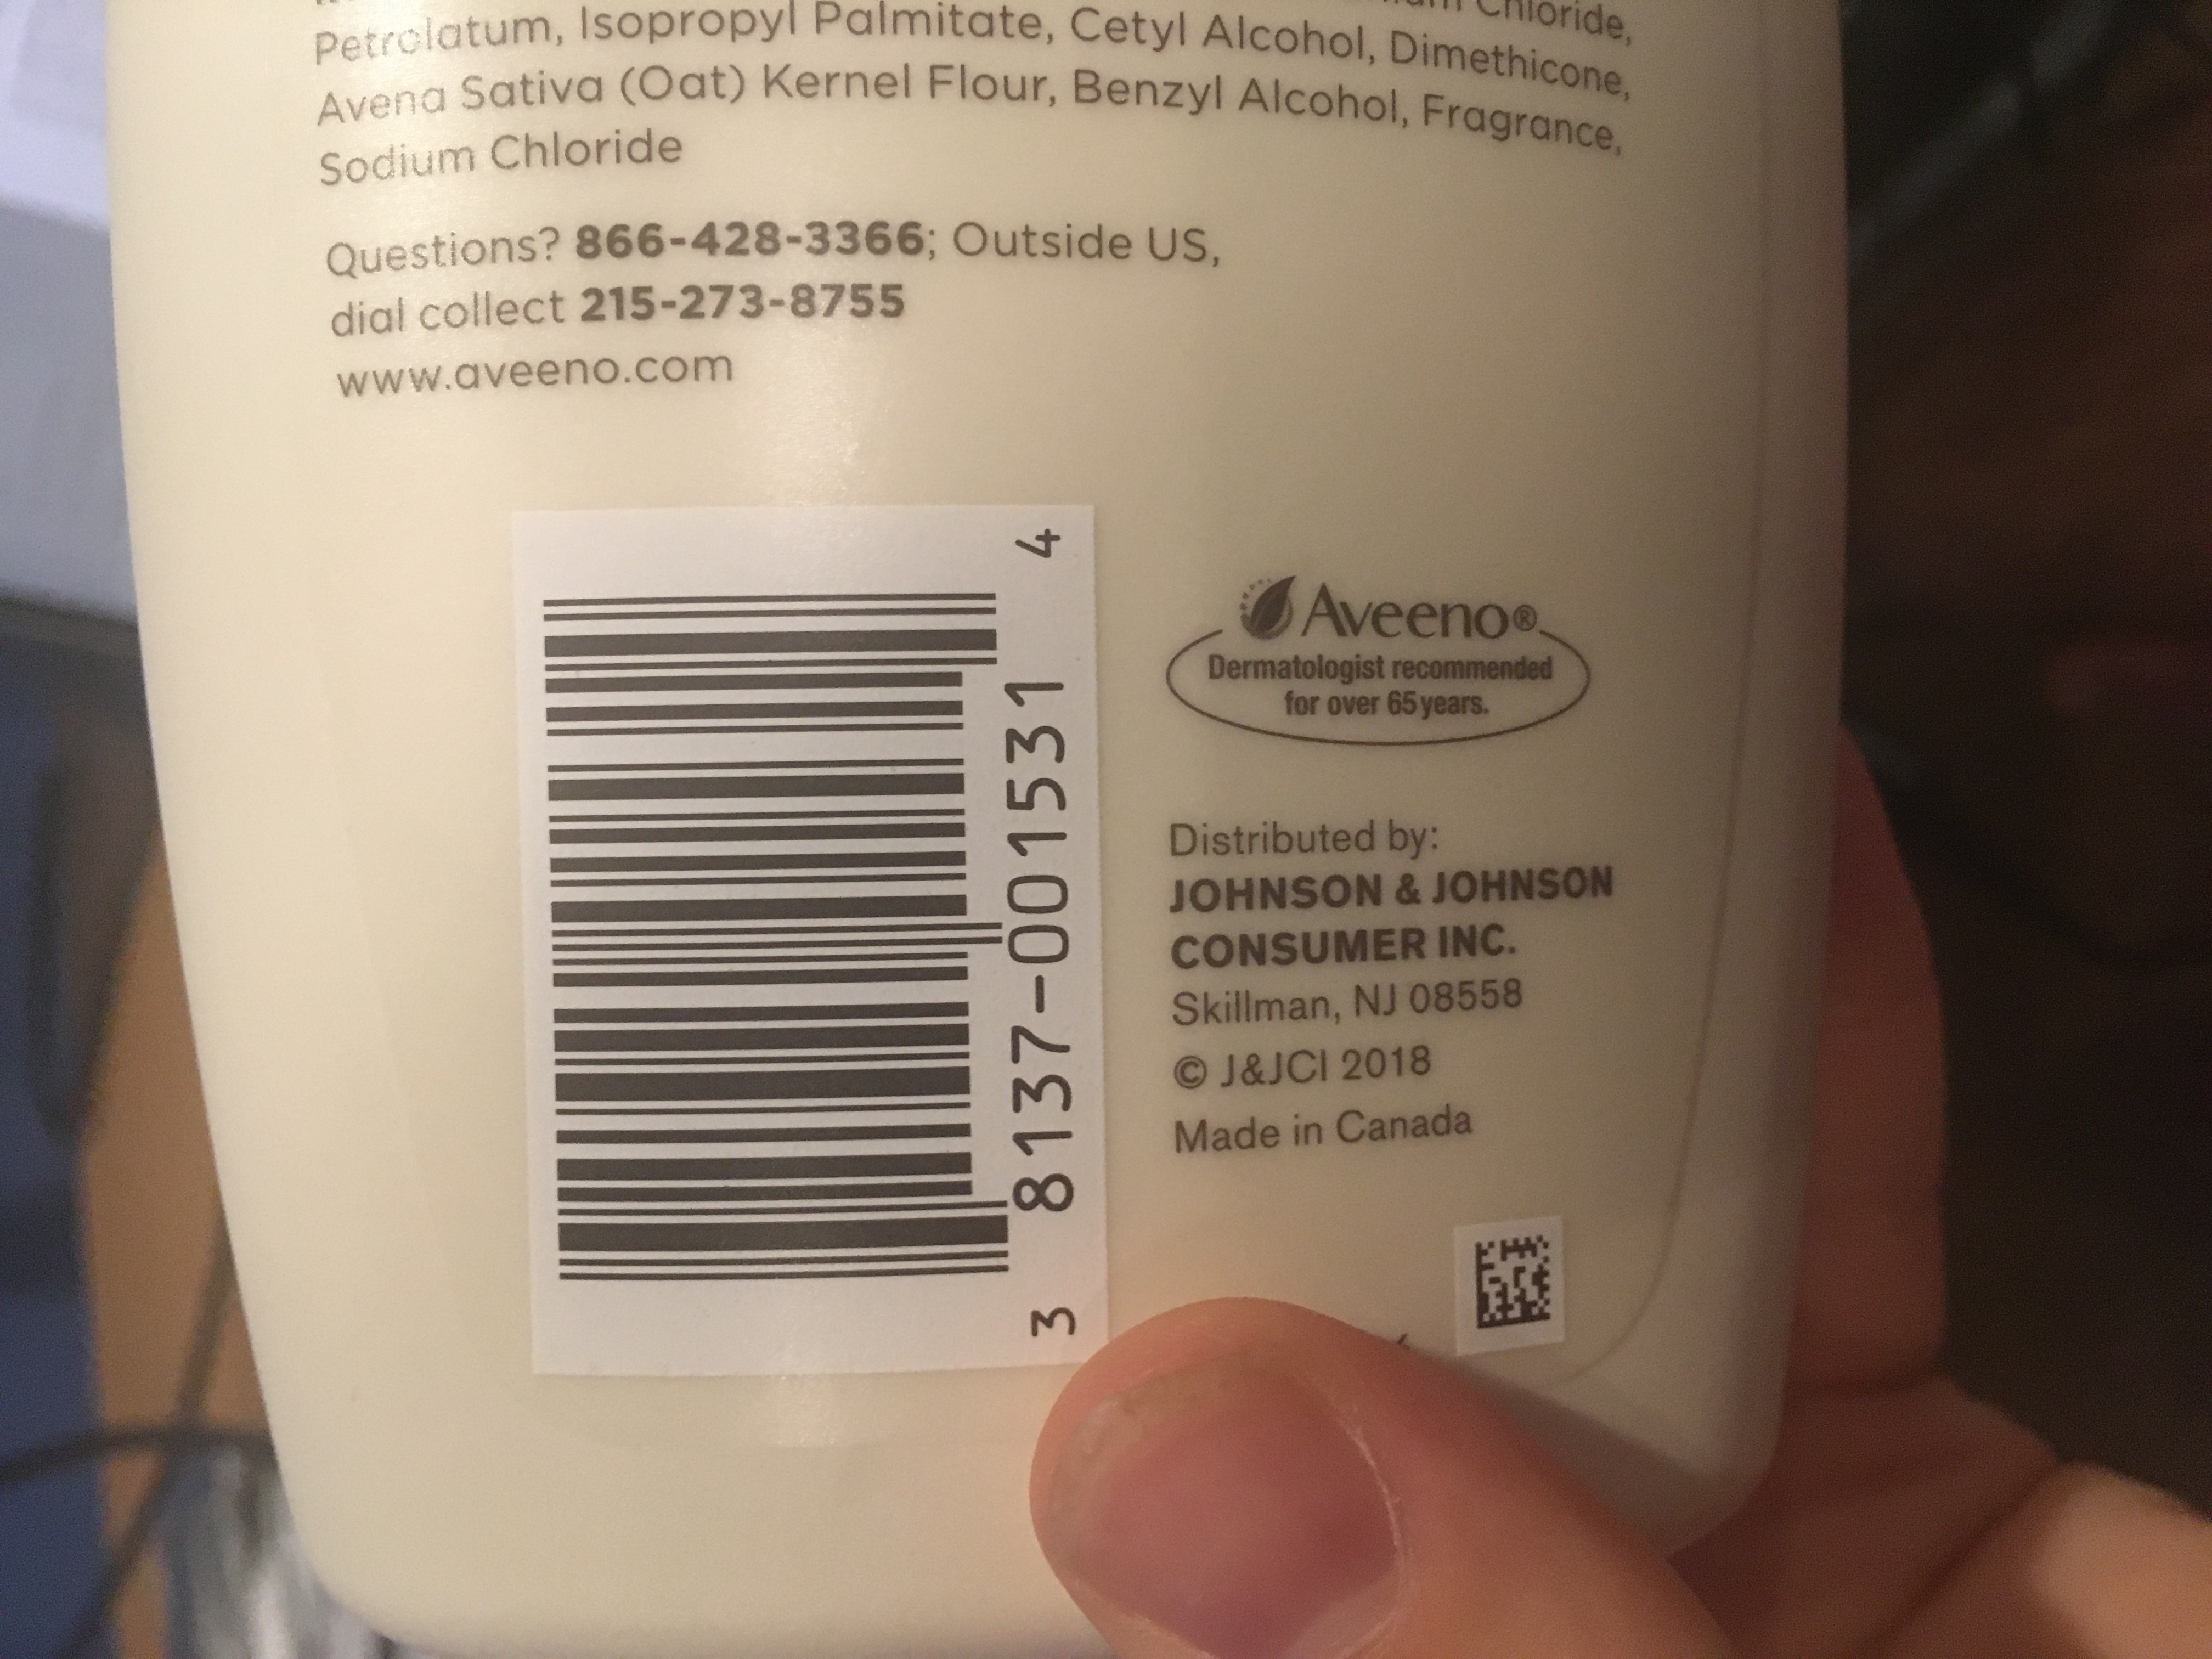 Chloride,
Petrolatum, Isopropyl Palmitate, Cetyl Alcohol, Dimethicone,
Avena Sativa (Oat) Kernel Flour, Benzyl Alcohol, Fragrance,
Sodium Chloride
Questions? 866-428-3366; Outside US,
dial collect 215-273-8755
www.aveeno.com
3 8137-001531 4
Aveeno®
Dermatologist recommended
for over 65 years.
Distributed by:
JOHNSON & JOHNSON
CONSUMER INC.
Skillman, NJ 08558
© J&JCI 2018
Made in Canada